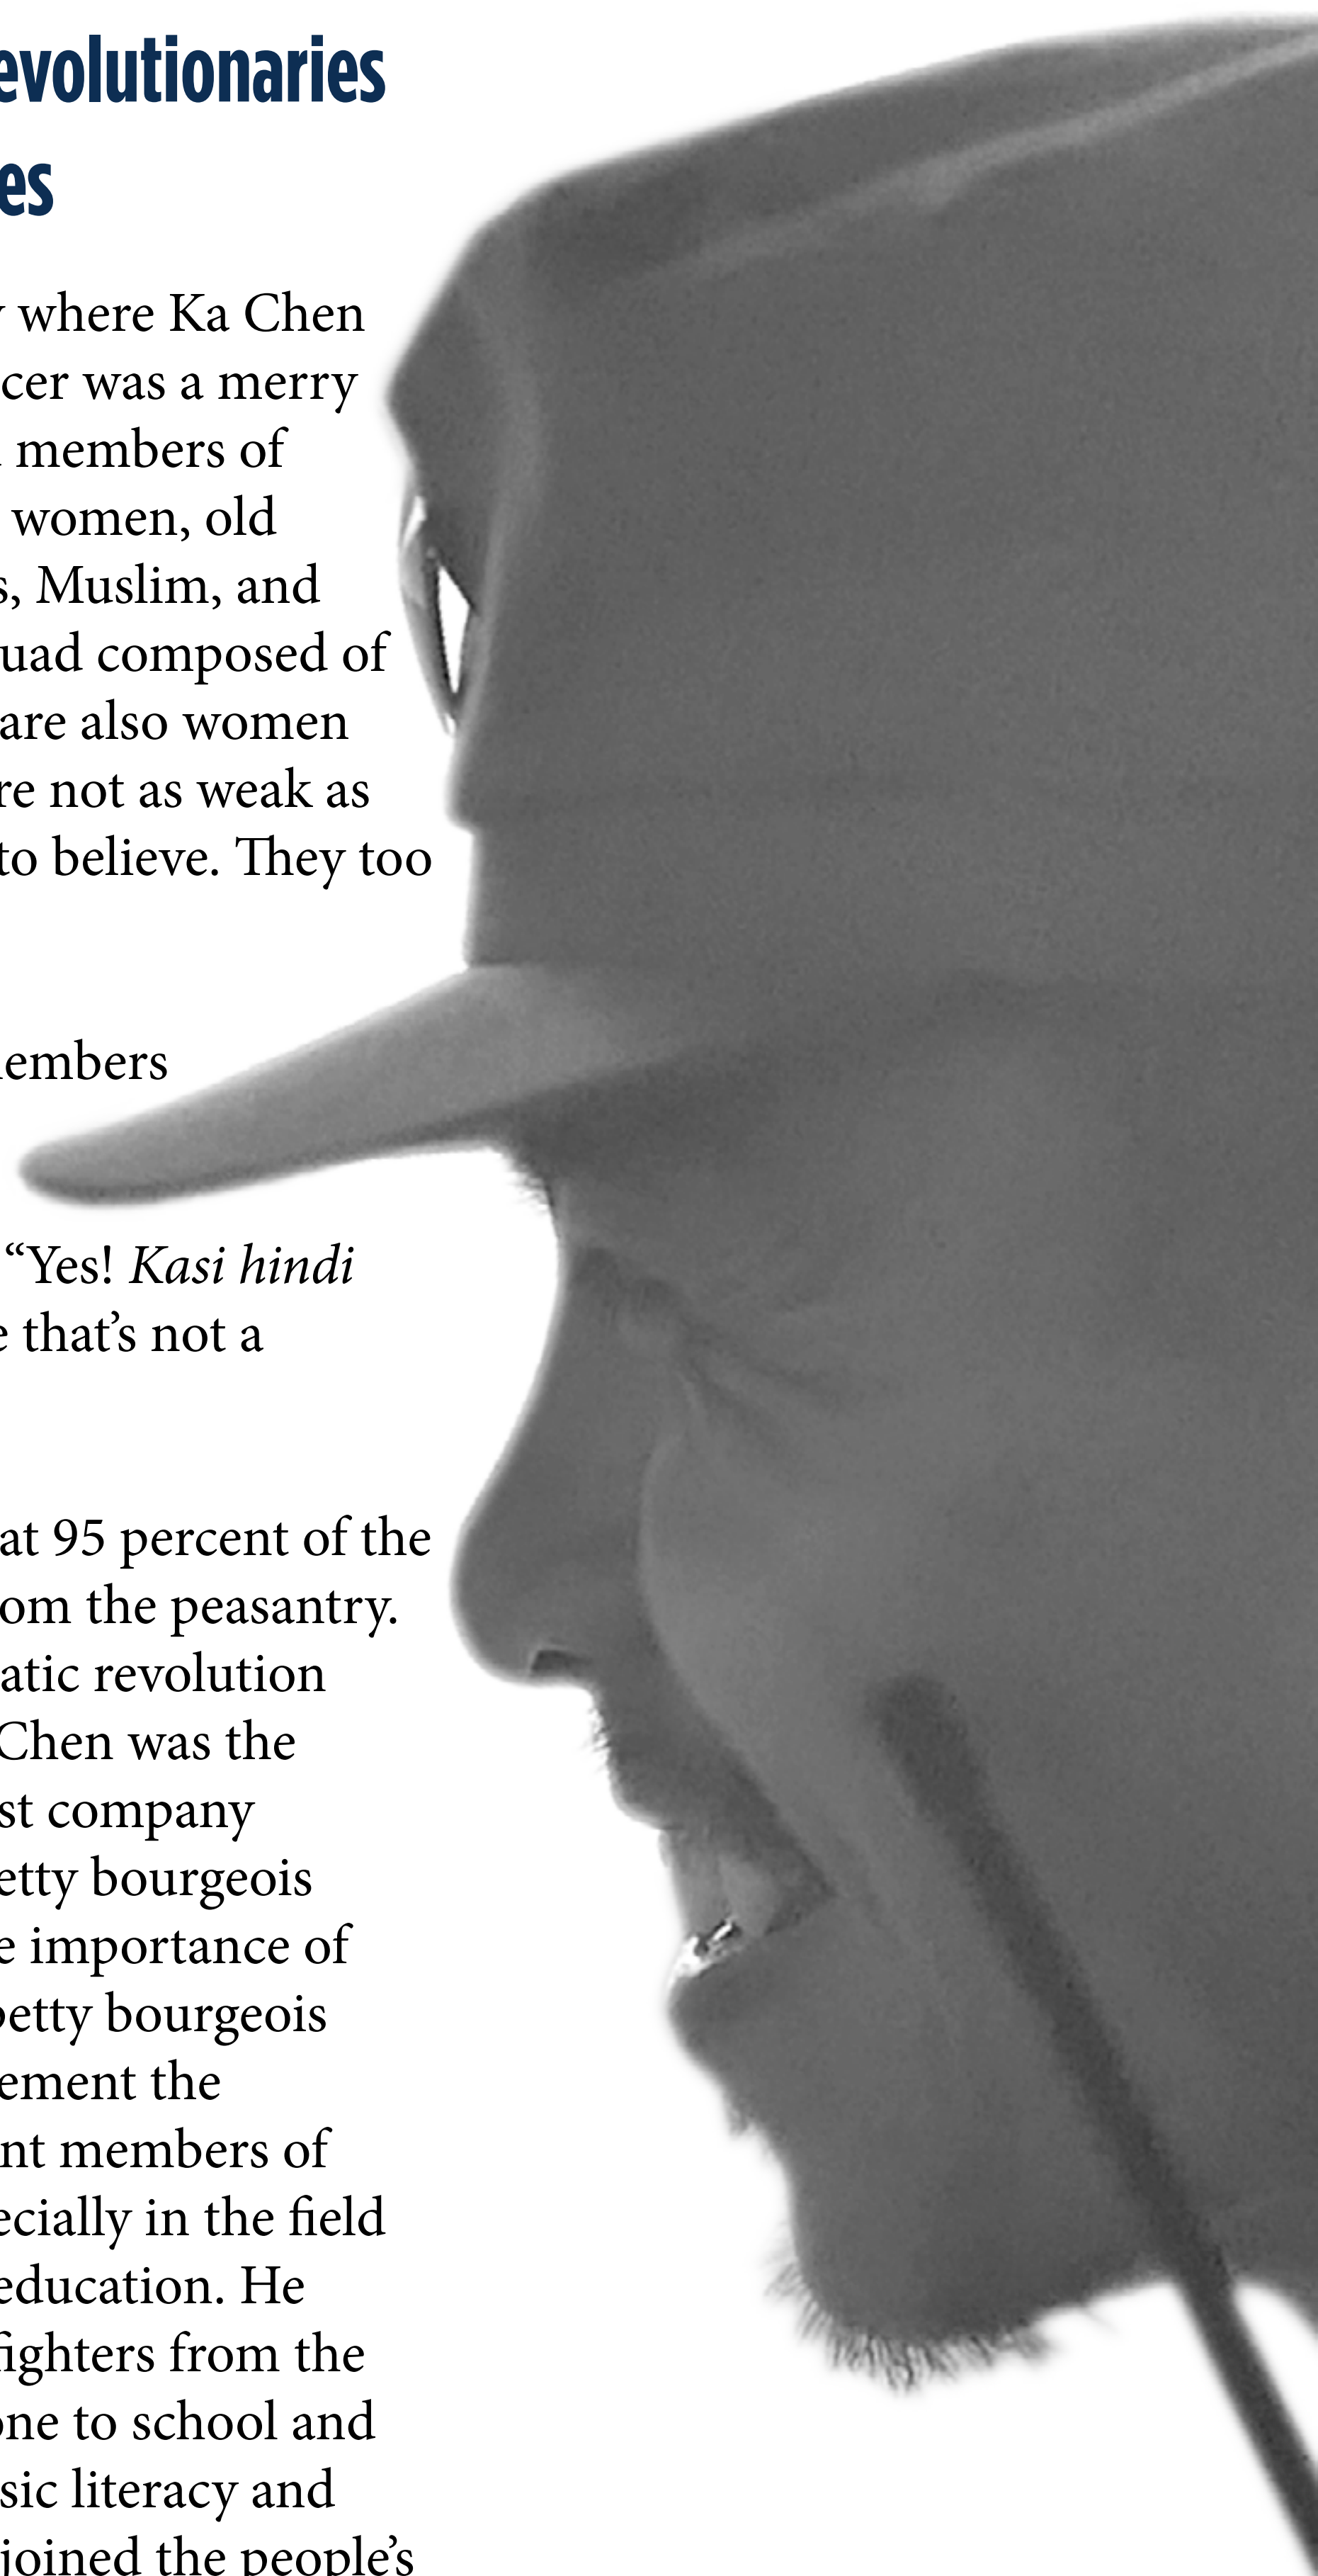 evolutionaries
es
where Ka Chen
cer was a merry
members of
women, old
s, Muslim, and
uad composed of
are also women
re not as weak as
to believe. They too
embers
“Yes! Kasi hindi
e that’s not a
at 95 percent of the
om the peasantry.
atic revolution
Chen was the
st company
etty bourgeois
e importance of
petty bourgeois
ement the
nt members of
ecially in the field
education. He
fighters from the
one to school and
sic literacy and
joined the people’s